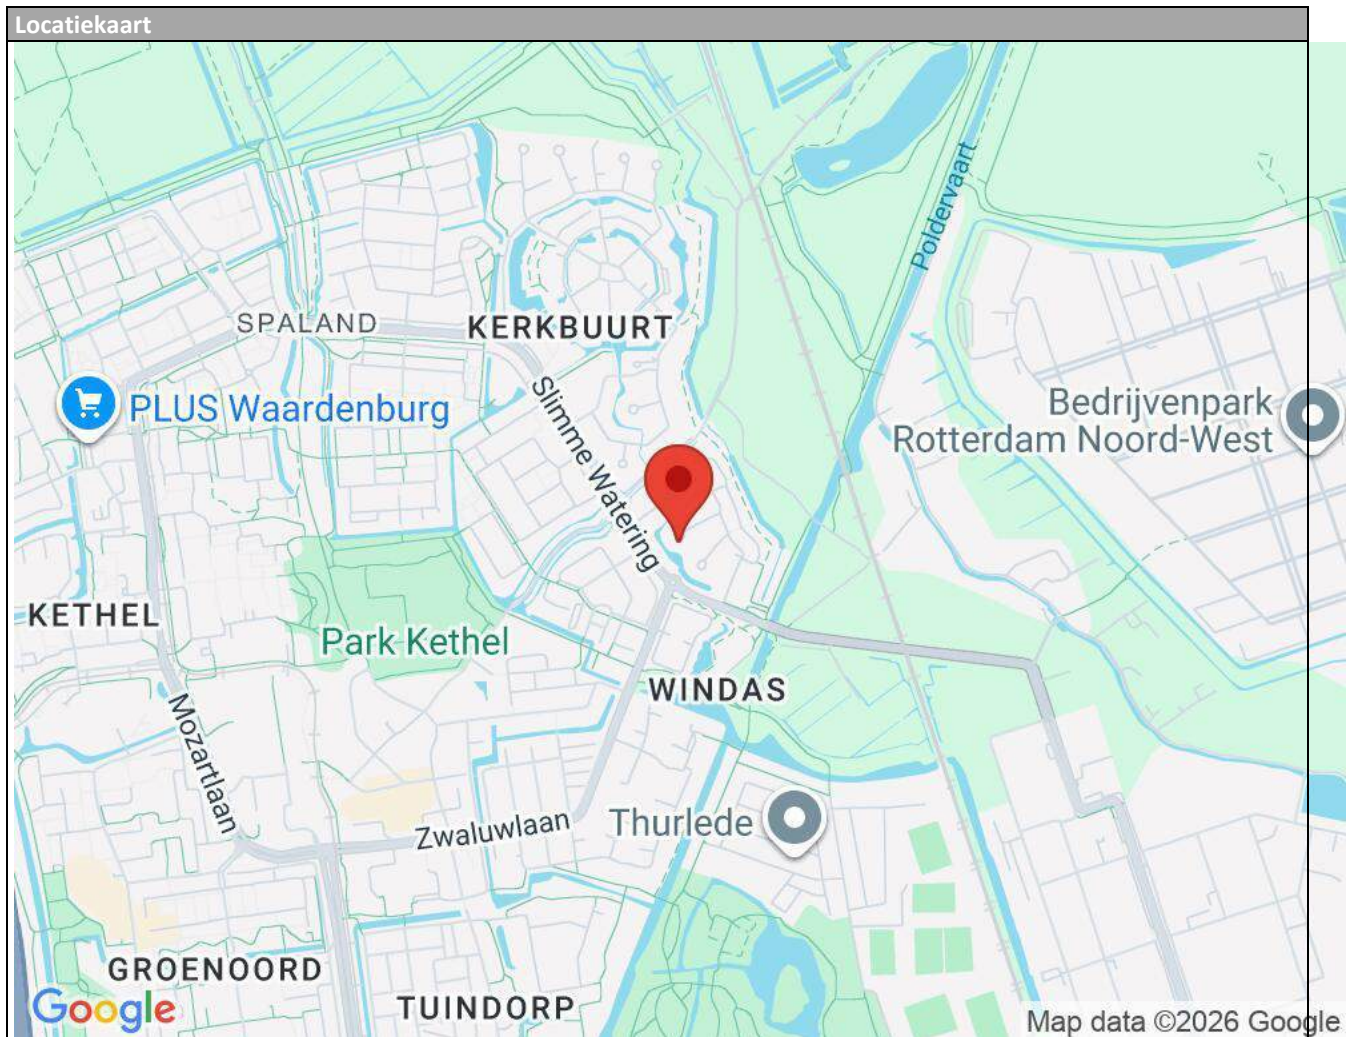 Locatiekaart
Poldervaart
SPALAND
KERKBUURT
PLUS Waardenburg
Slimme Watering
Bedrijvenpark
Rotterdam Noord-West
KETHEL
Park Kethel
WINDAS
Mozartlaan
Zwaluwlaan
Thurlede
GROENOORD
TUINDORP
Google
Map data ©2026 Google